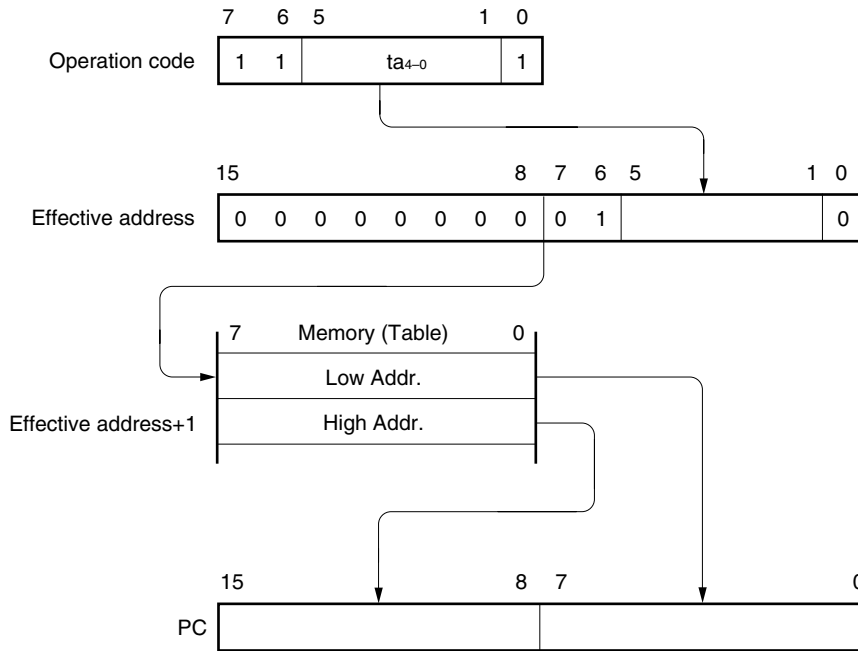 7 6 5 1 0
Operation code 1 1 ta4–0 1
15 8 7 6 5 1 0
Effective address 0 0 0 0 0 0 0 0 0 1 0
7 Memory (Table) 0
Low Addr.
Effective address+1 High Addr.
15 8 7 0
PC